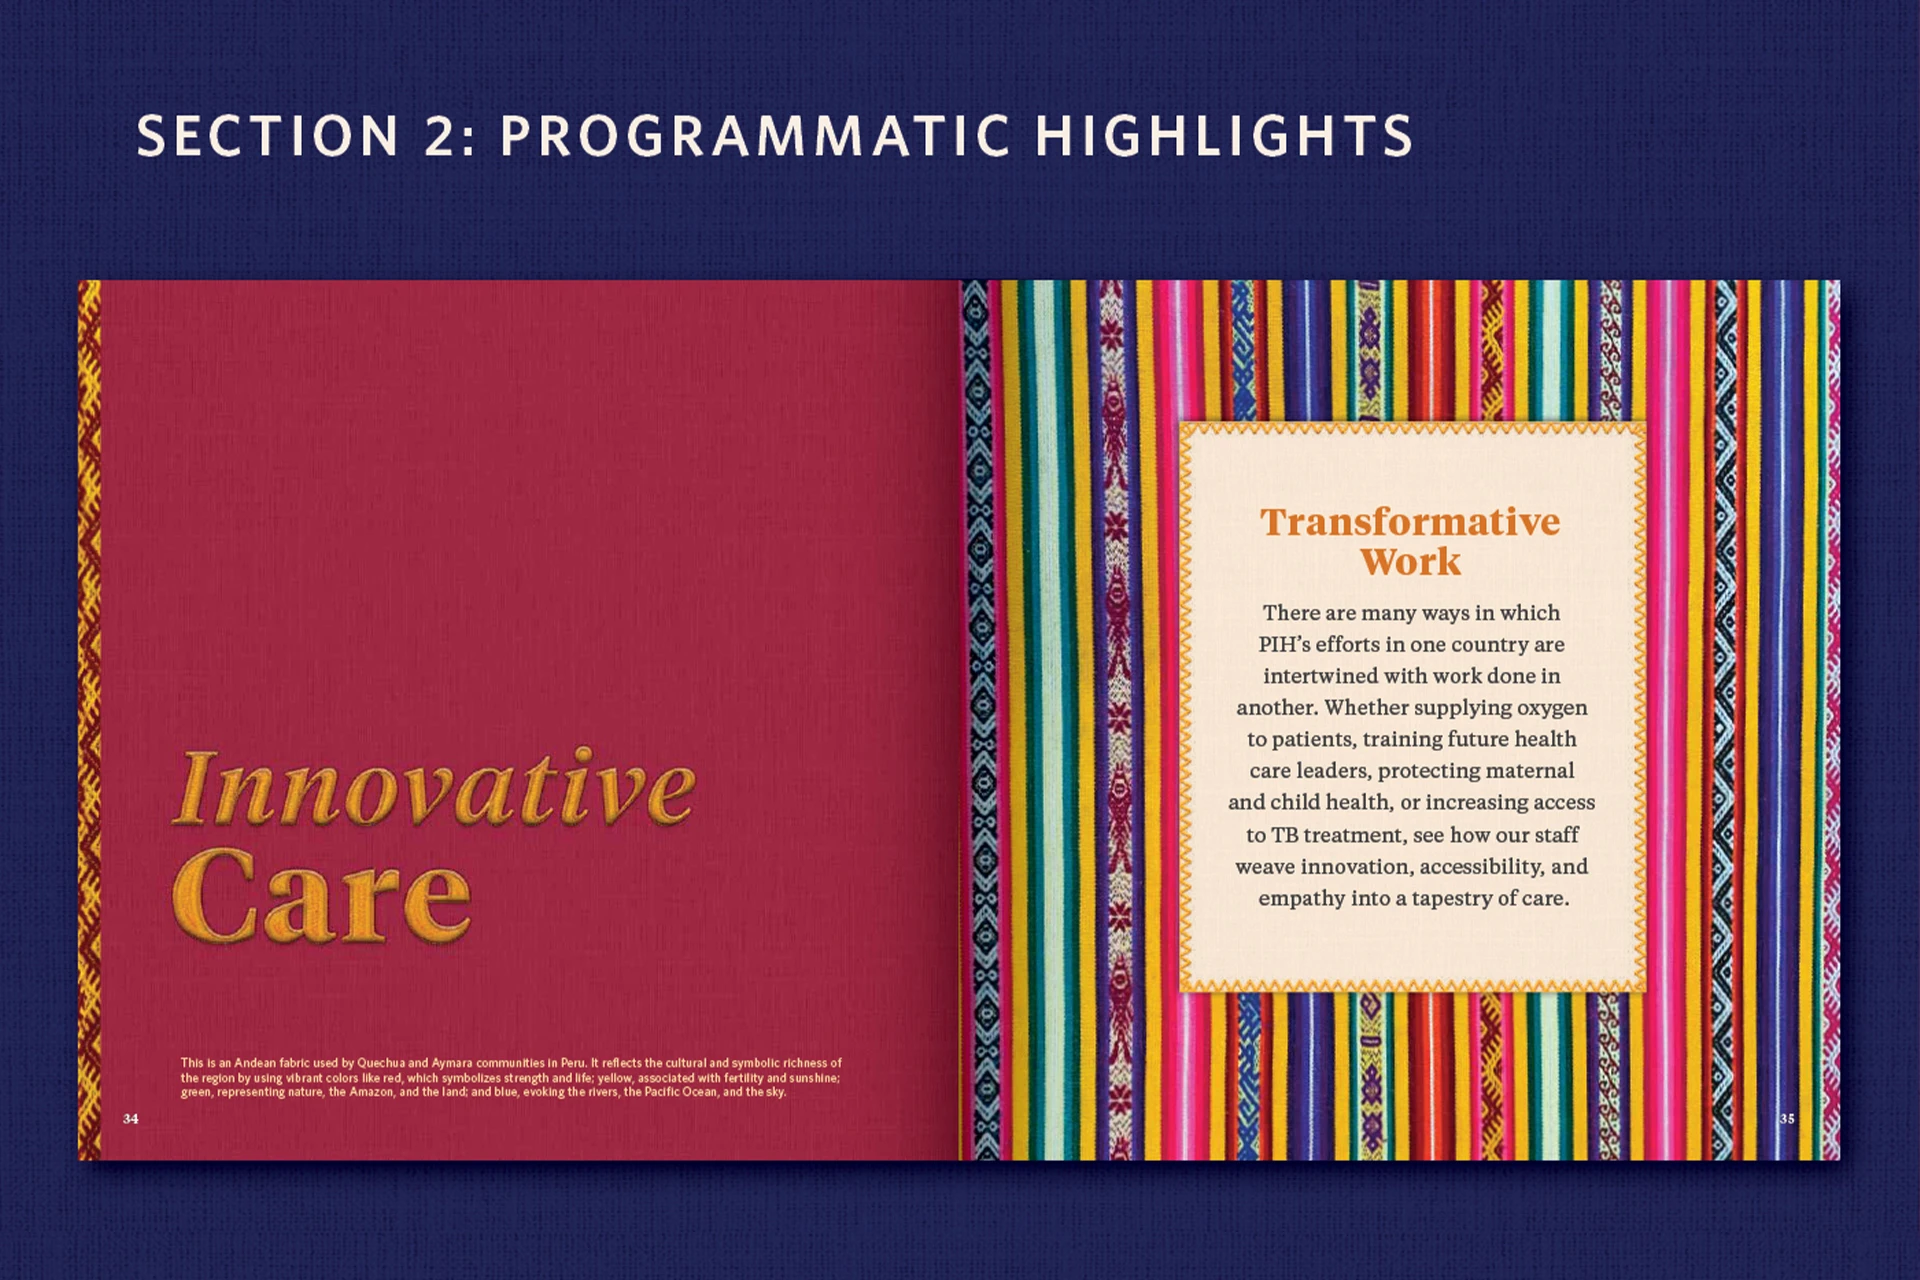 SECTION 2: PROGRAMMATIC HIGHLIGHTS
Innovative
Care
This is an Andean fabric used by Quechua and Aymara communities in Peru. It reflects the cultural and symbolic richness of
the region by using vibrant colors like red, which symbolizes strength and life; yellow, associated with fertility and sunshine;
green, representing nature, the Amazon, and the land; and blue, evoking the rivers, the Pacific Ocean, and the sky.
34
Transformative
Work
There are many ways in which
PIH’s efforts in one country are
intertwined with work done in
another. Whether supplying oxygen
to patients, training future health
care leaders, protecting maternal
and child health, or increasing access
to TB treatment, see how our staff
weave innovation, accessibility, and
empathy into a tapestry of care.
35